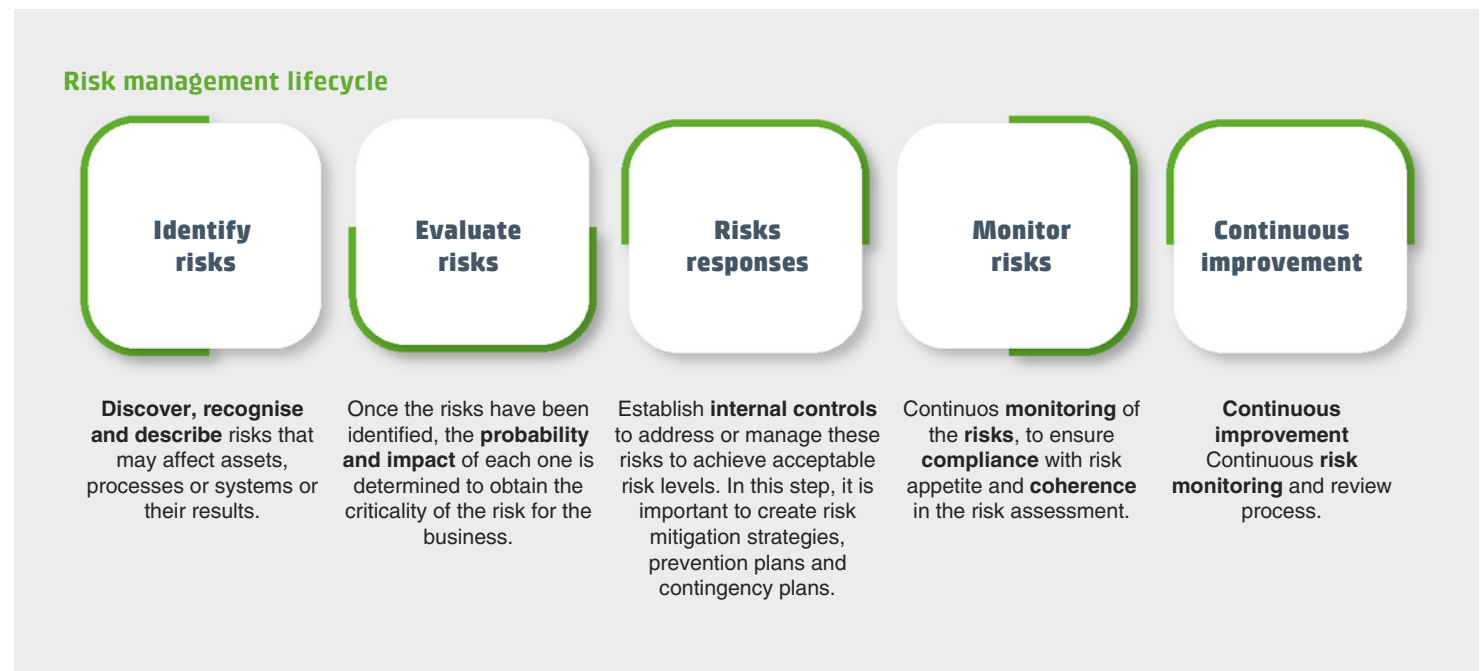 Risk management lifecycle
Identify
risks
Evaluate
risks
Risks
responses
Monitor
risks
Continuous
improvement
Discover, recognise
and describe risks that
may affect assets,
processes or systems or
their results.
Once the risks have been
identified, the probability
and impact of each one is
determined to obtain the
criticality of the risk for the
business.
Establish internal controls
to address or manage these
risks to achieve acceptable
risk levels. In this step, it is
important to create risk
mitigation strategies,
prevention plans and
contingency plans.
Continuos monitoring of
the risks, to ensure
compliance with risk
appetite and coherence
in the risk assessment.
Continuous
improvement
Continuous risk
monitoring and review
process.